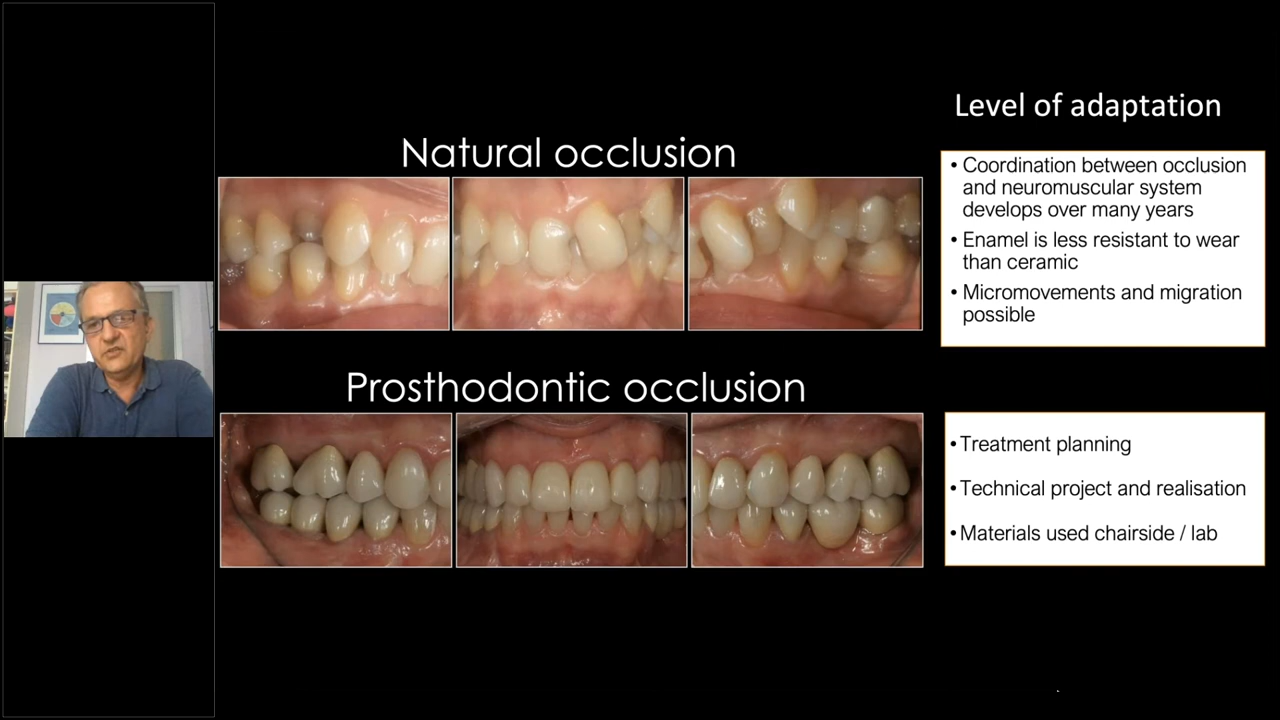 Level of adaptation
Natural occlusion
• Coordination between occlusion
and neuromuscular system
develops over many years
• Enamel is less resistant to wear
than ceramic
• Micromovements and migration
possible
Prosthodontic occlusion
• Treatment planning
• Technical project and realisation
• Materials used chairside / lab